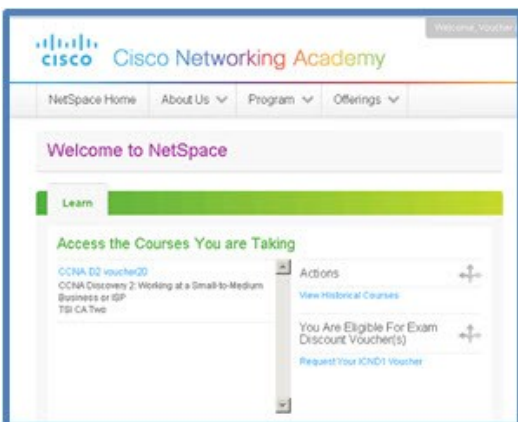 Welcome, Voucher
CISCO Cisco Networking Academy
NetSpace Home About Us Program Offerings
Welcome to NetSpace
Learn
Access the Courses You are Taking
CCNA D2 voucher20
CCNA Discovery 2: Working at a Small-to-Medium
Business or ISP
TSI CA Two
Actions
View Historical Courses
You Are Eligible For Exam
Discount Voucher(s)
Request Your ICND1 Voucher